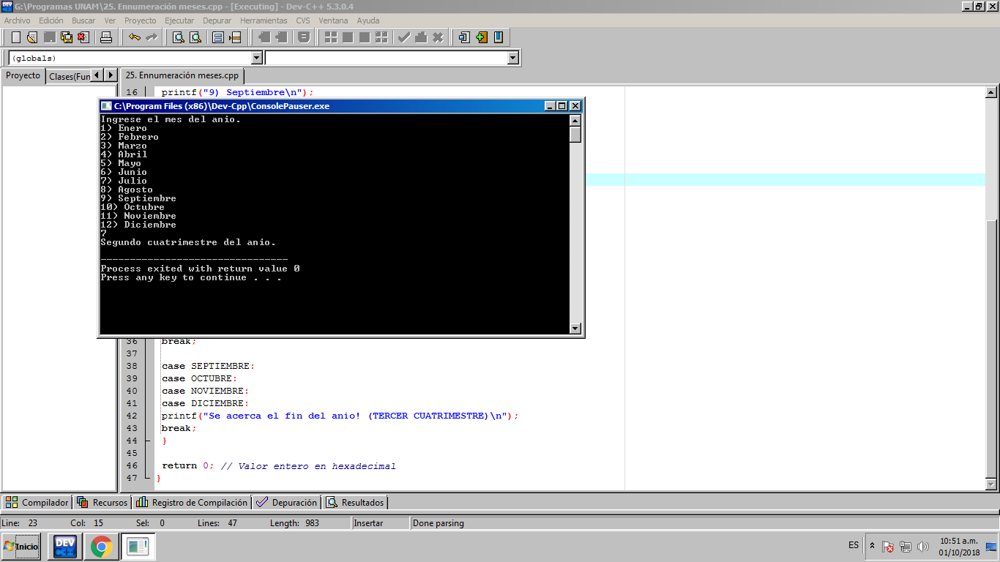 G:\Programas UNAM\25. Ennumeración meses.cpp - [Executing] - Dev-C++ 5.3.0.4
Archivo Edición Buscar Ver Proyecto Ejecutar Depurar Herramientas CVS Ventana Ayuda
(globals)
Proyecto Clases(Fun 25. Ennumeración meses.cpp
16 printf("9) Septiembre\n");
C:\Program Files (x86)\Dev-Cpp\ConsolePauser.exe
Ingrese el mes del anio.
1) Enero
2) Febrero
3) Marzo
4) Abril
5) Mayo
6) Junio
7) Julio
8) Agosto
9) Septiembre
10) Octubre
11) Noviembre
12) Diciembre
7
Segundo cuatrimestre del anio.
--------------------------------
Process exited with return value 0
Press any key to continue . . .
36 break;
37
38 case SEPTIEMBRE:
39 case OCTUBRE:
40 case NOVIEMBRE:
41 case DICIEMBRE:
42 printf("Se acerca el fin del anio! (TERCER CUATRIMESTRE)\n");
43 break;
44 }
45
46 return 0; // Valor entero en hexadecimal
47 }
Compilador Recursos Registro de Compilación Depuración Resultados
Line: 23 Col: 15 Sel: 0 Lines: 47 Length: 983 Insertar Done parsing
Inicio DEV C++ ES 10:51 a.m.
01/10/2018